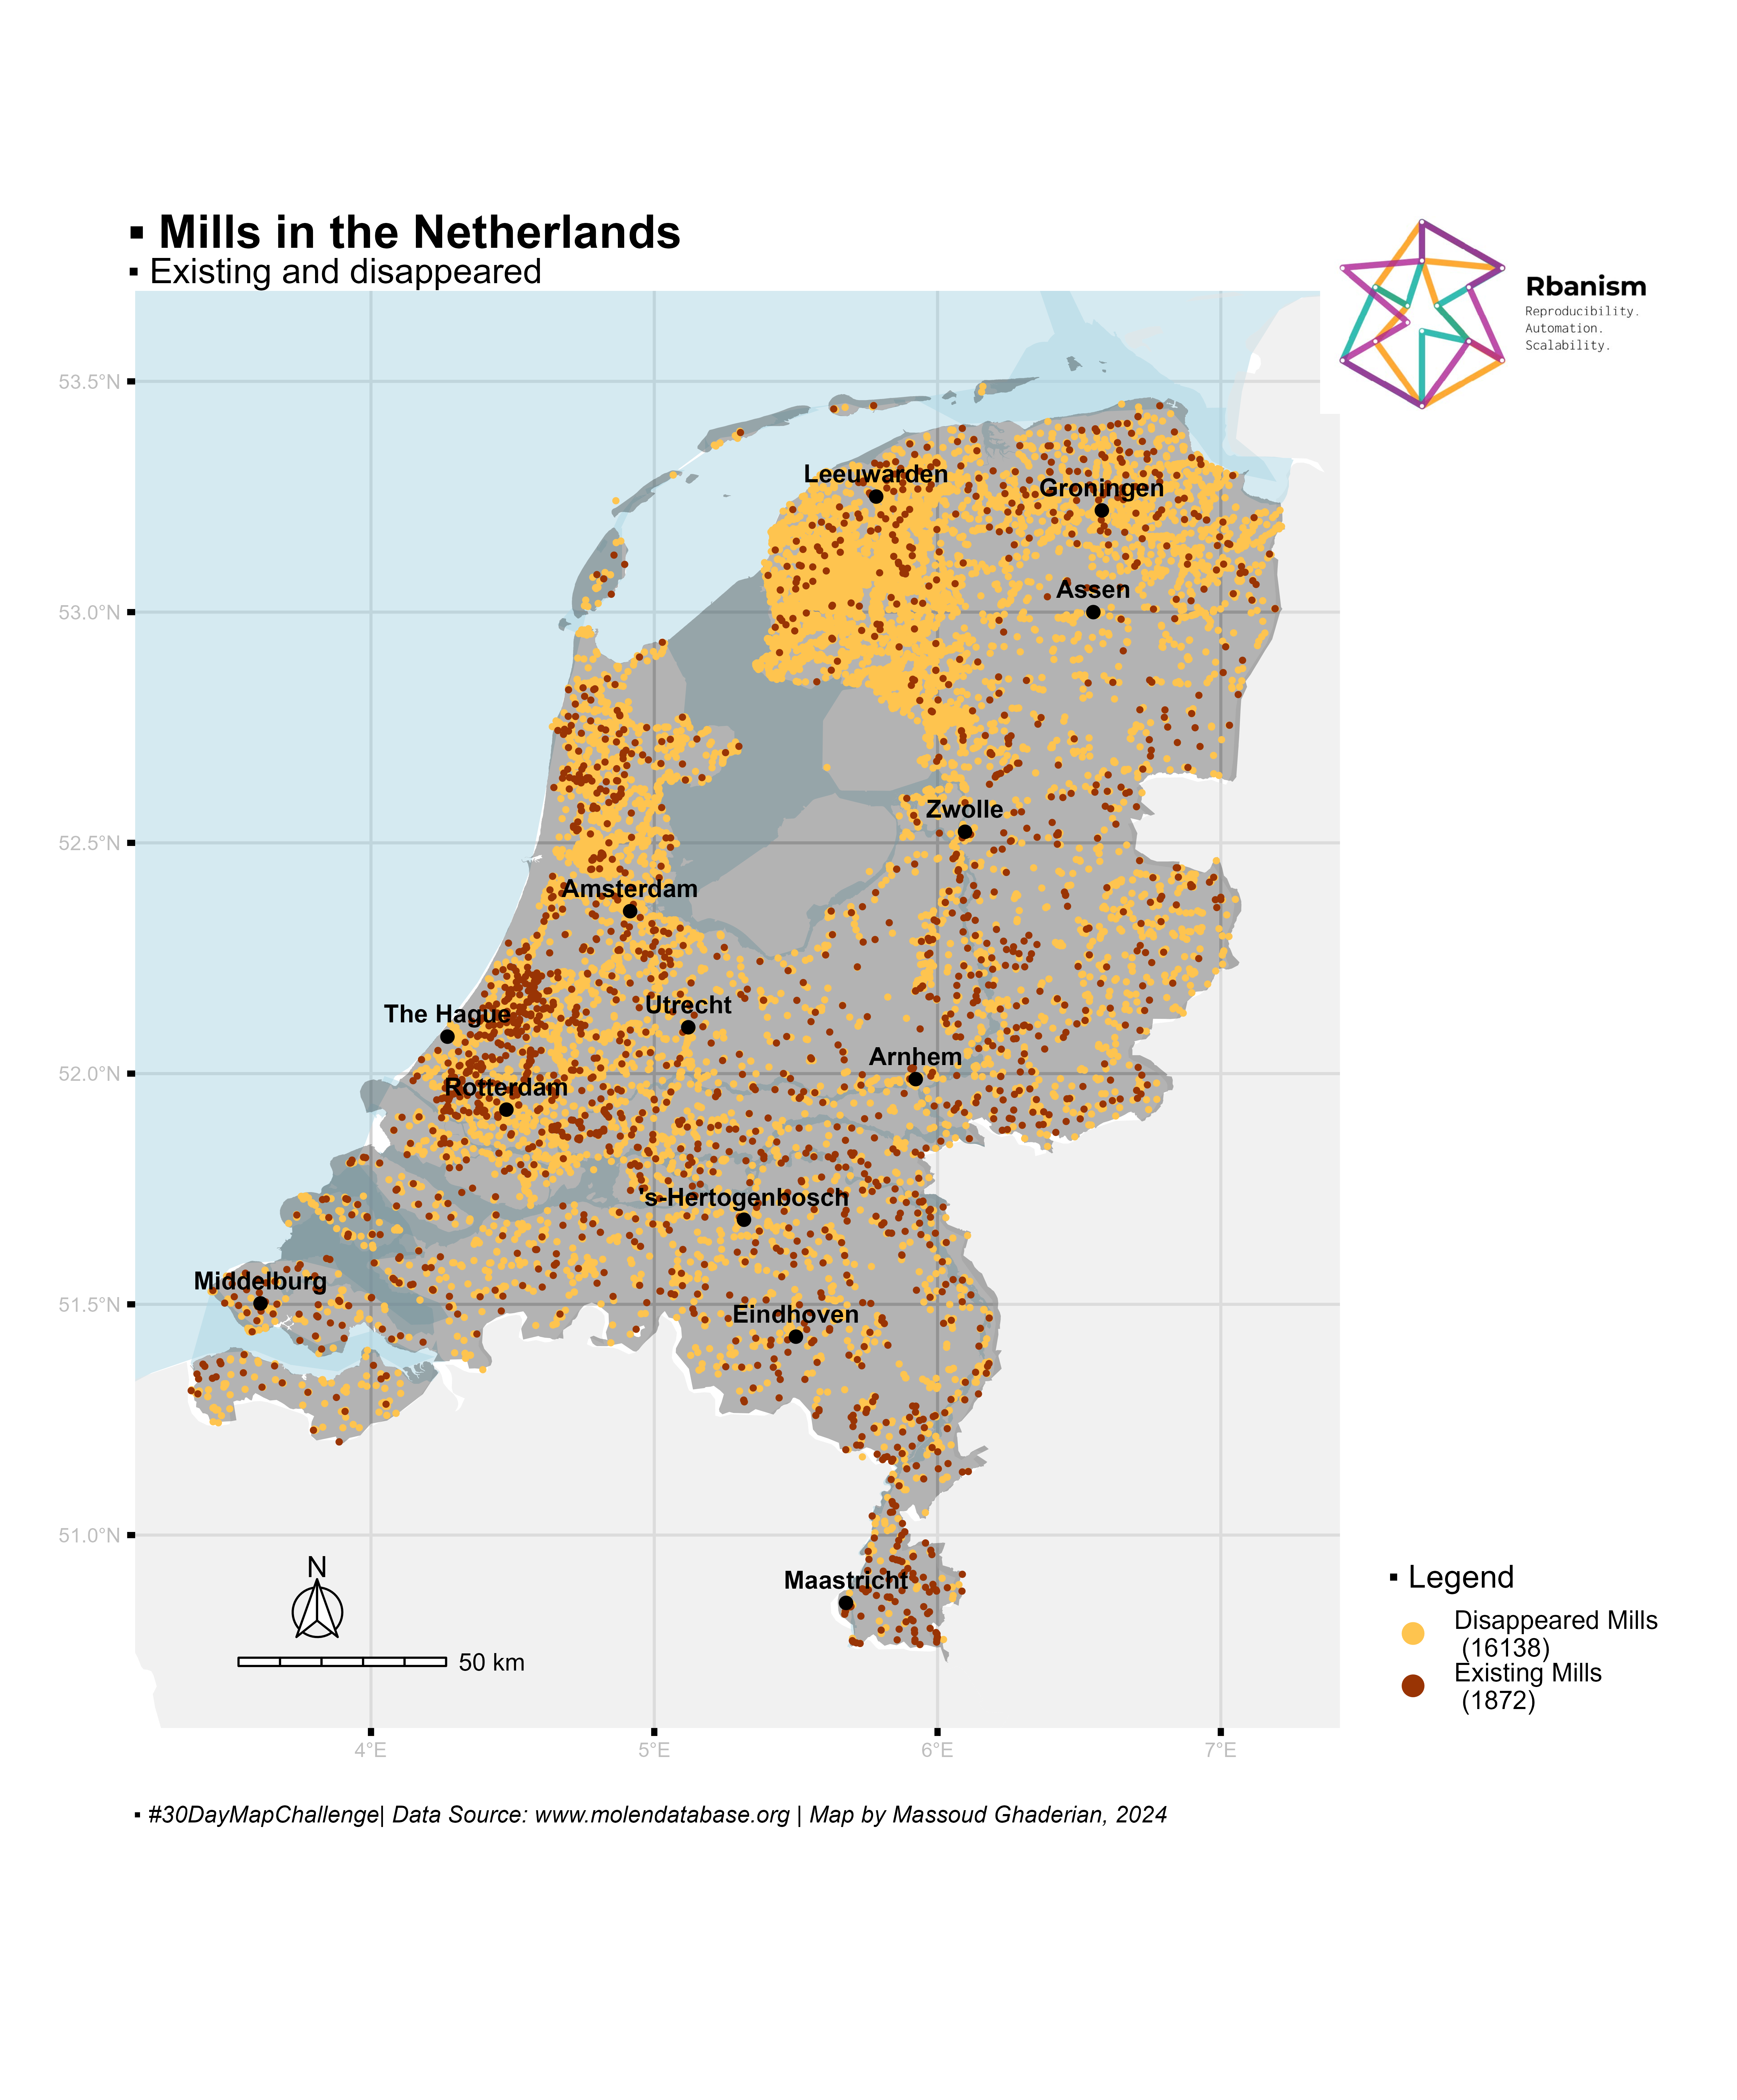 ▪ Mills in the Netherlands
▪ Existing and disappeared
Rbanism
Reproducibility.
Automation.
Scalability.
53.5°N
53.0°N
52.5°N
52.0°N
51.5°N
51.0°N
Leeuwarden
Groningen
Assen
Zwolle
Amsterdam
The Hague
Utrecht
Arnhem
Rotterdam
's-Hertogenbosch
Middelburg
Eindhoven
Maastricht
N
50 km
4°E
5°E
6°E
7°E
▪ Legend
Disappeared Mills
(16138)
Existing Mills
(1872)
▪ #30DayMapChallenge| Data Source: www.molendatabase.org | Map by Massoud Ghaderian, 2024